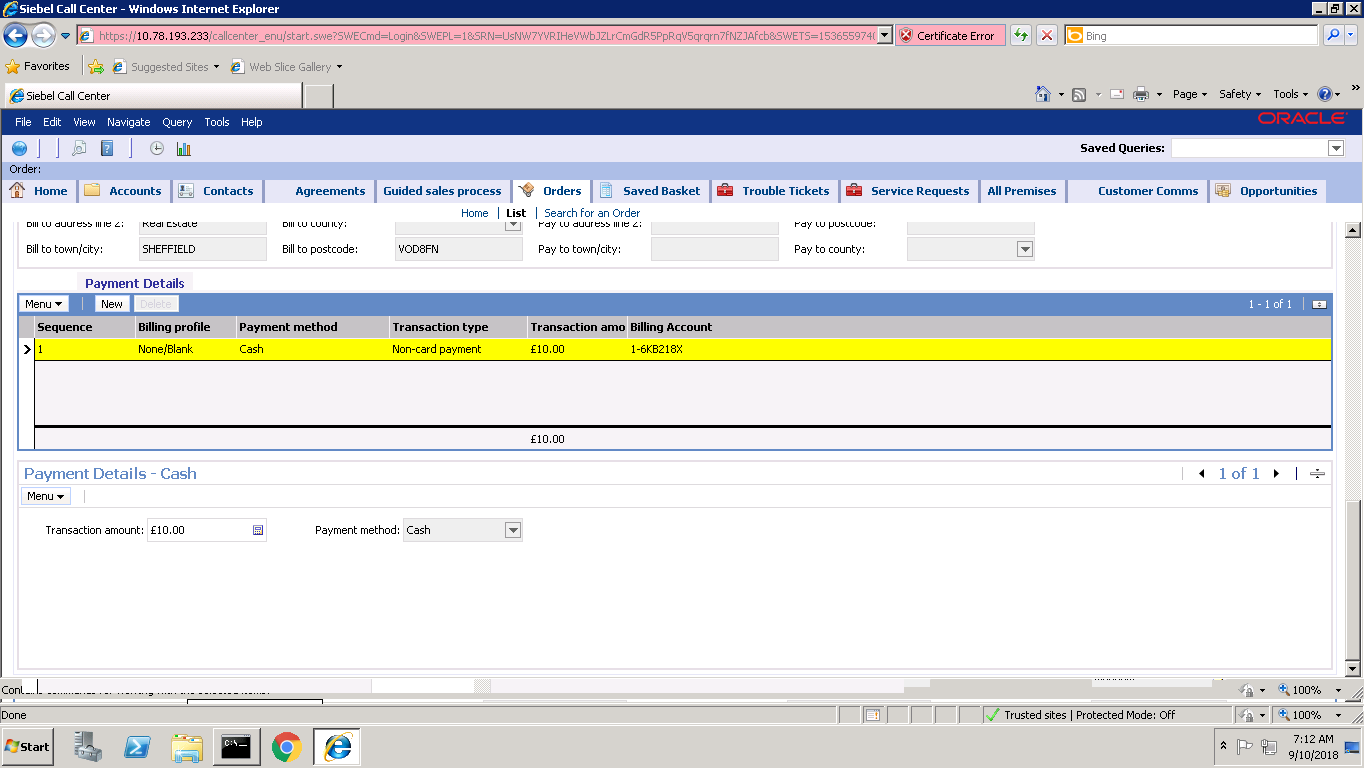 Siebel Call Center - Windows Internet Explorer
https://10.78.193.233/callcenter_enu/start.swe?SWECmd=Login&SWEPL=1&SRN= Certificate Error Bing
Favorites Suggested Sites Web Slice Gallery
Siebel Call Center Page Safety Tools
File Edit View Navigate Query Tools Help ORACLE
Saved Queries:
Order:
Home Accounts Contacts Agreements Guided sales process Orders Saved Basket Trouble Tickets Service Requests All Premises Customer Comms Opportunities
Home List Search for an Order
Bill to address line 2: RealEstate Bill to county: Pay to address line 2: Pay to postcode:
Bill to town/city: SHEFFIELD Bill to postcode: VOD8FN Pay to town/city: Pay to county:
Payment Details
Menu New Delete 1 - 1 of 1
Sequence Billing profile Payment method Transaction type Transaction amo Billing Account
1 None/Blank Cash Non-card payment £10.00 1-6KB218X
£10.00
Payment Details - Cash 1 of 1
Menu
Transaction amount: £10.00 Payment method: Cash
100%
Done Trusted sites | Protected Mode: Off 100%
Start 7:12 AM
9/10/2018